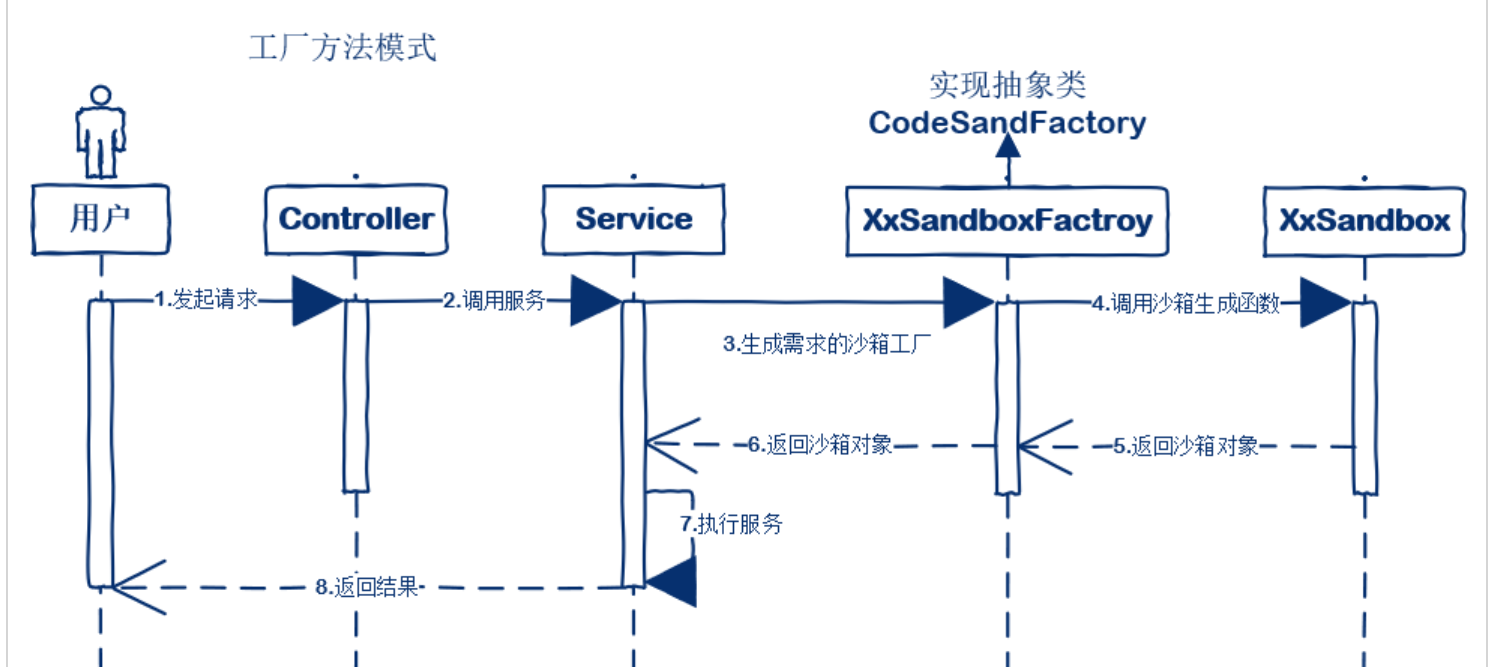 工厂方法模式
实现抽象类
CodeSandFactory
用户
Controller
Service
XxSandboxFactroy
XxSandbox
1.发起请求
2.调用服务
3.生成需求的沙箱工厂
4.调用沙箱生成函数
6.返回沙箱对象
5.返回沙箱对象
7.执行服务
8.返回结果